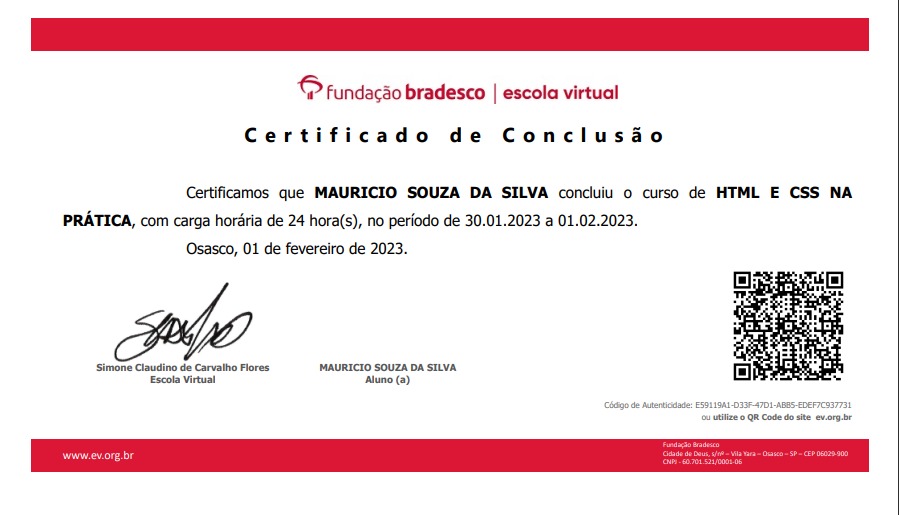 fundação bradesco | escola virtual
Certificado de Conclusão
Certificamos que MAURICIO SOUZA DA SILVA concluiu o curso de HTML E CSS NA
PRÁTICA, com carga horária de 24 hora(s), no período de 30.01.2023 a 01.02.2023.
Osasco, 01 de fevereiro de 2023.
Simone Claudino de Carvalho Flores
Escola Virtual
MAURICIO SOUZA DA SILVA
Aluno (a)
Código de Autenticidade: E59119A1-D33F-47D1-ABB5-EDEF7C937731
ou utilize o QR Code do site ev.org.br
www.ev.org.br
Fundação Bradesco
Cidade de Deus, s/nº – Vila Yara – Osasco – SP – CEP 06029-900
CNPJ - 60.701.521/0001-06